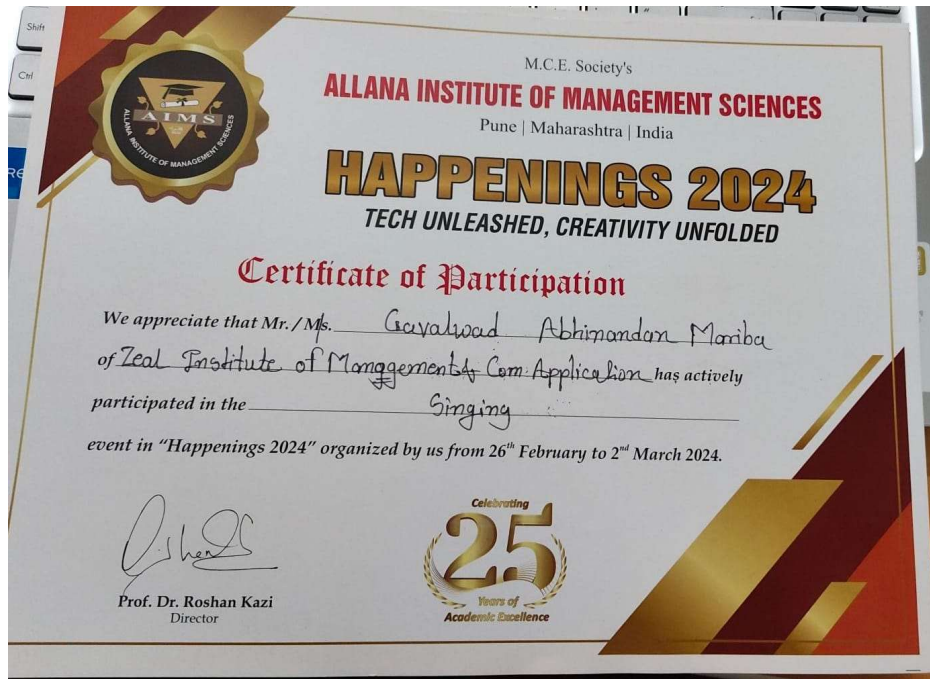 Shift
Ctrl
AIMS
ALLANA INSTITUTE OF MANAGEMENT SCIENCES
M.C.E. Society's
ALLANA INSTITUTE OF MANAGEMENT SCIENCES
Pune | Maharashtra | India
HAPPENINGS 2024
TECH UNLEASHED, CREATIVITY UNFOLDED
Certificate of Participation
We appreciate that Mr./Ms. Gavalwad Abhinandan Mariba
of Zeal Institute of Management & Com. Application has actively
participated in the Singing
event in "Happenings 2024" organized by us from 26th February to 2nd March 2024.
Prof. Dr. Roshan Kazi
Director
Celebrating
25
Years of
Academic Excellence